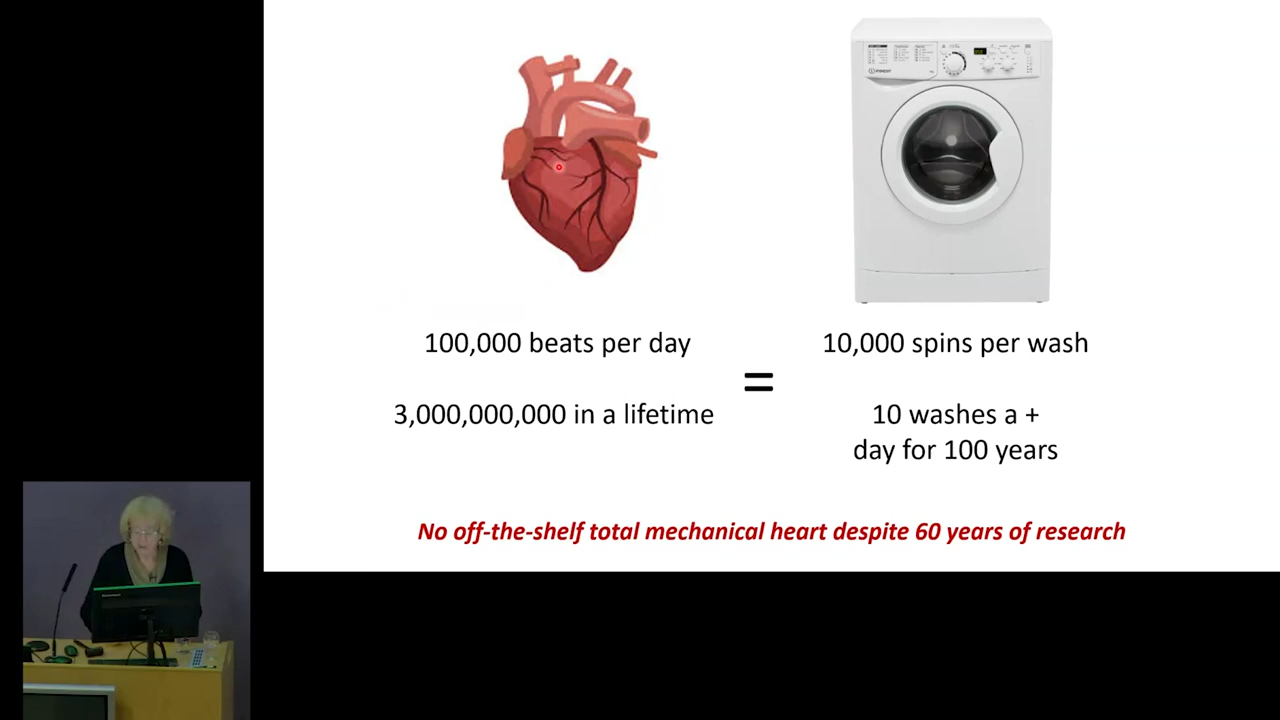 INDESIT
100,000 beats per day
10,000 spins per wash
=
3,000,000,000 in a lifetime
10 washes a +
day for 100 years
No off-the-shelf total mechanical heart despite 60 years of research